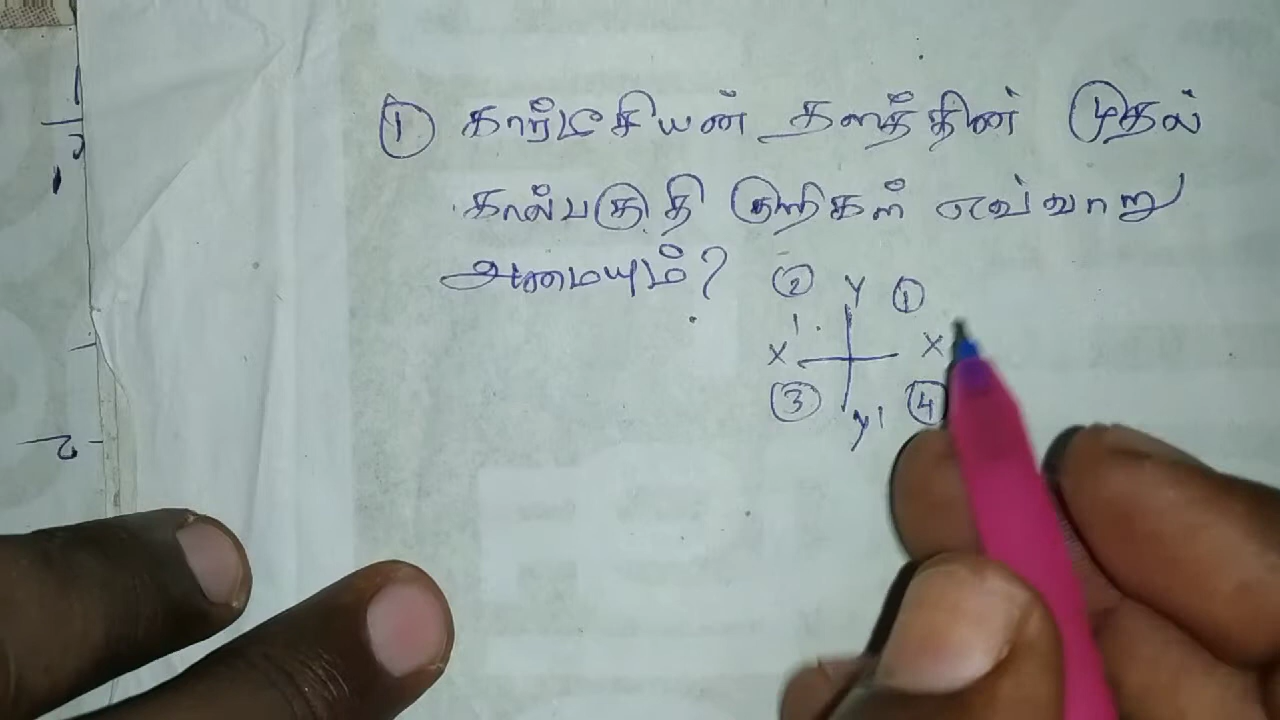 ① கார்டீசியன் தளத்தின் முதல்
கால்பகுதி குறிகள் எவ்வாறு
அமையும்?
② y ①
x' x
③ ④
y'